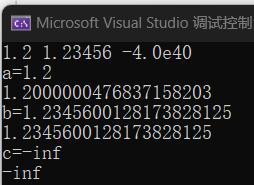 Microsoft Visual Studio 调试控制
1.2 1.23456 -4.0e40
a=1.2
1.2000000476837158203
b=1.2345600128173828125
1.2345600128173828125
c=-inf
-inf